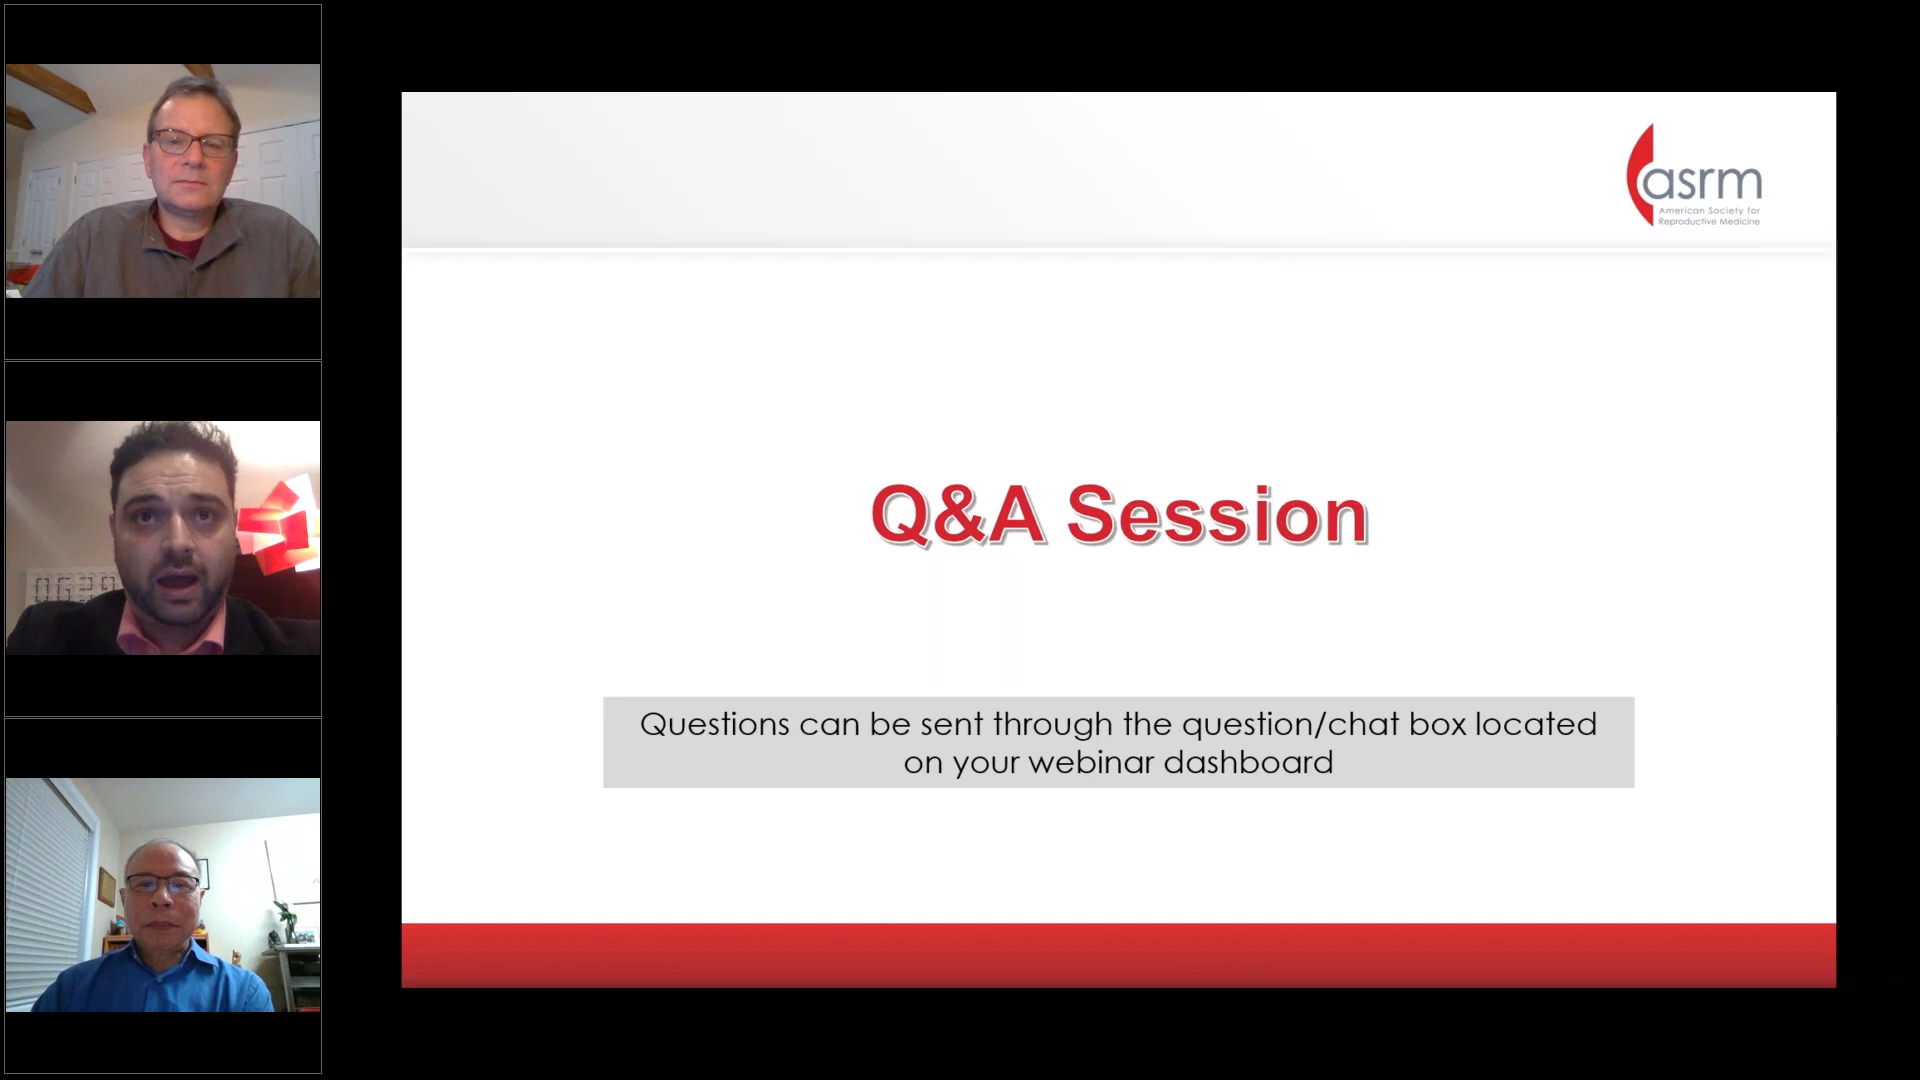 asrm
American Society for
Reproductive Medicine
Q&A Session
Questions can be sent through the question/chat box located
on your webinar dashboard